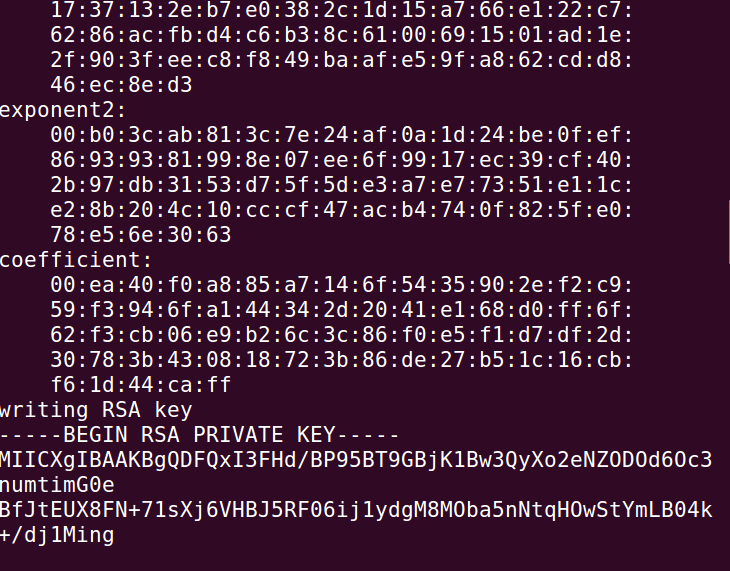 17:37:13:2e:b7:e0:38:2c:1d:15:a7:66:e1:22:c7:
62:86:ac:fb:d4:c6:b3:8c:61:00:69:15:01:ad:1e:
2f:90:3f:ee:c8:f8:49:ba:af:e5:9f:a8:62:cd:d8:
46:ec:8e:d3
exponent2:
00:b0:3c:ab:81:3c:7e:24:af:0a:1d:24:be:0f:ef:
86:93:93:81:99:8e:07:ee:6f:99:17:ec:39:cf:40:
2b:97:db:31:53:d7:5f:5d:e3:a7:e7:73:51:e1:1c:
e2:8b:20:4c:10:cc:cf:47:ac:b4:74:0f:82:5f:e0:
78:e5:6e:30:63
coefficient:
00:ea:40:f0:a8:85:a7:14:6f:54:35:90:2e:f2:c9:
59:f3:94:6f:a1:44:34:2d:20:41:e1:68:d0:ff:6f:
62:f3:cb:06:e9:b2:6c:3c:86:f0:e5:f1:d7:df:2d:
30:78:3b:43:08:18:72:3b:86:de:27:b5:1c:16:cb:
f6:1d:44:ca:ff
writing RSA key
-----BEGIN RSA PRIVATE KEY-----
MIICXgIBAAKBgQDFQxI3FHd/BP95BT9GBjK1Bw3QyXo2eNZODOd6Oc3
numtimG0e
BfJtEUX8FN+71sXj6VHBJ5RF06ij1ydgM8MOba5nNtqHOwStYmLB04k
+/dj1Ming